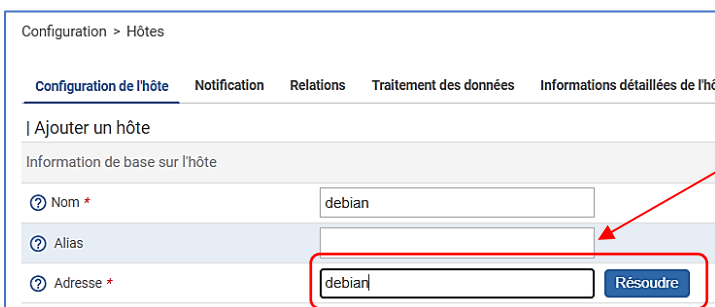 Configuration > Hôtes
Configuration de l'hôte Notification Relations Traitement des données Informations détaillées de l'hô
| Ajouter un hôte
Information de base sur l'hôte
? Nom * debian
? Alias
? Adresse * debian Résoudre